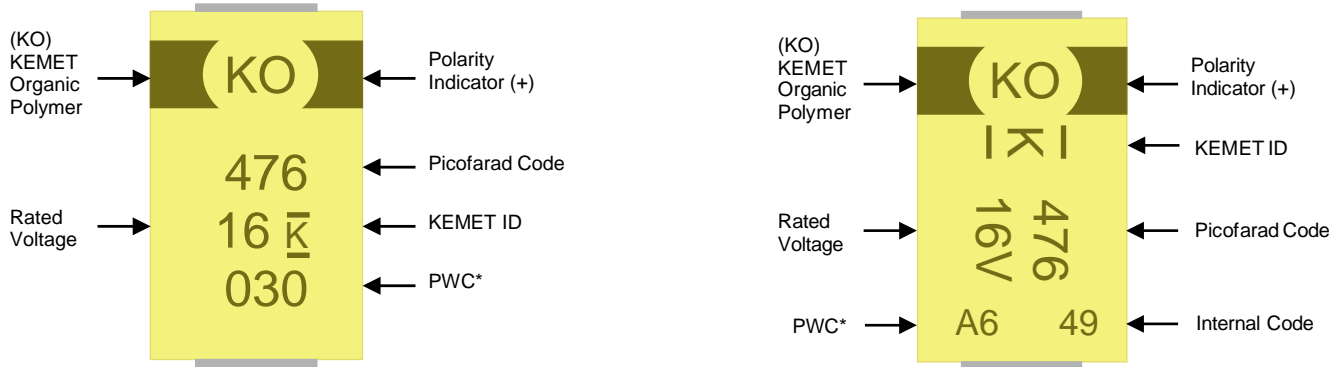 (KO)
KEMET
Organic
Polymer
KO
Polarity
Indicator (+)
476
Picofarad Code
Rated
Voltage
16 K
KEMET ID
030
PWC*
(KO)
KEMET
Organic
Polymer
KO
Polarity
Indicator (+)
K
KEMET ID
Rated
Voltage
476
16V
Picofarad Code
PWC*
A6
49
Internal Code